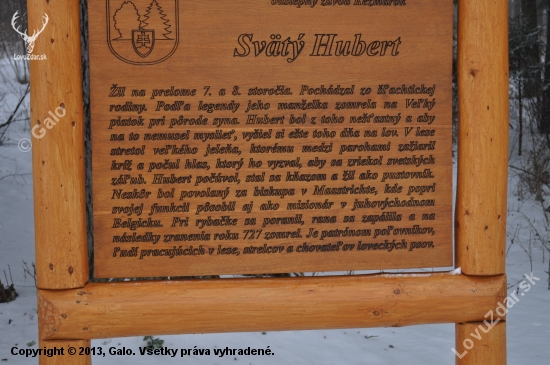 LovuZdar.sk
odštepný závod Kežmarok
Svätý Hubert
Žil na prelome 7. a 8. storočia. Pochádzal zo šľachtickej
rodiny. Podľa legendy jeho manželka zomrela na Veľký
piatok pri pôrode syna. Hubert bol z toho nešťastný a aby
na to nemusel myslieť, vyšiel si ešte toho dňa na lov. V lese
stretol veľkého jeleňa, ktorému medzi parohami zažiaril
kríž a počul hlas, ktorý ho vyzval, aby sa zriekol svetských
záľub. Hubert počúvol, stal sa kňazom a žil ako pustovník.
Neskôr bol povolaný za biskupa v Maastrichte, kde popri
svojej funkcii pôsobil aj ako misionár v juhovýchodnom
Belgicku. Pri rybačke sa poranil, rana sa zapálila a na
následky zranenia roku 727 zomrel. Je patrónom poľovníkov,
ľudí pracujúcich v lese, strelcov a chovateľov loveckých psov.
© Galo
© LovuZdar.sk
Copyright © 2013, Galo. Vsetky práva vyhradené.